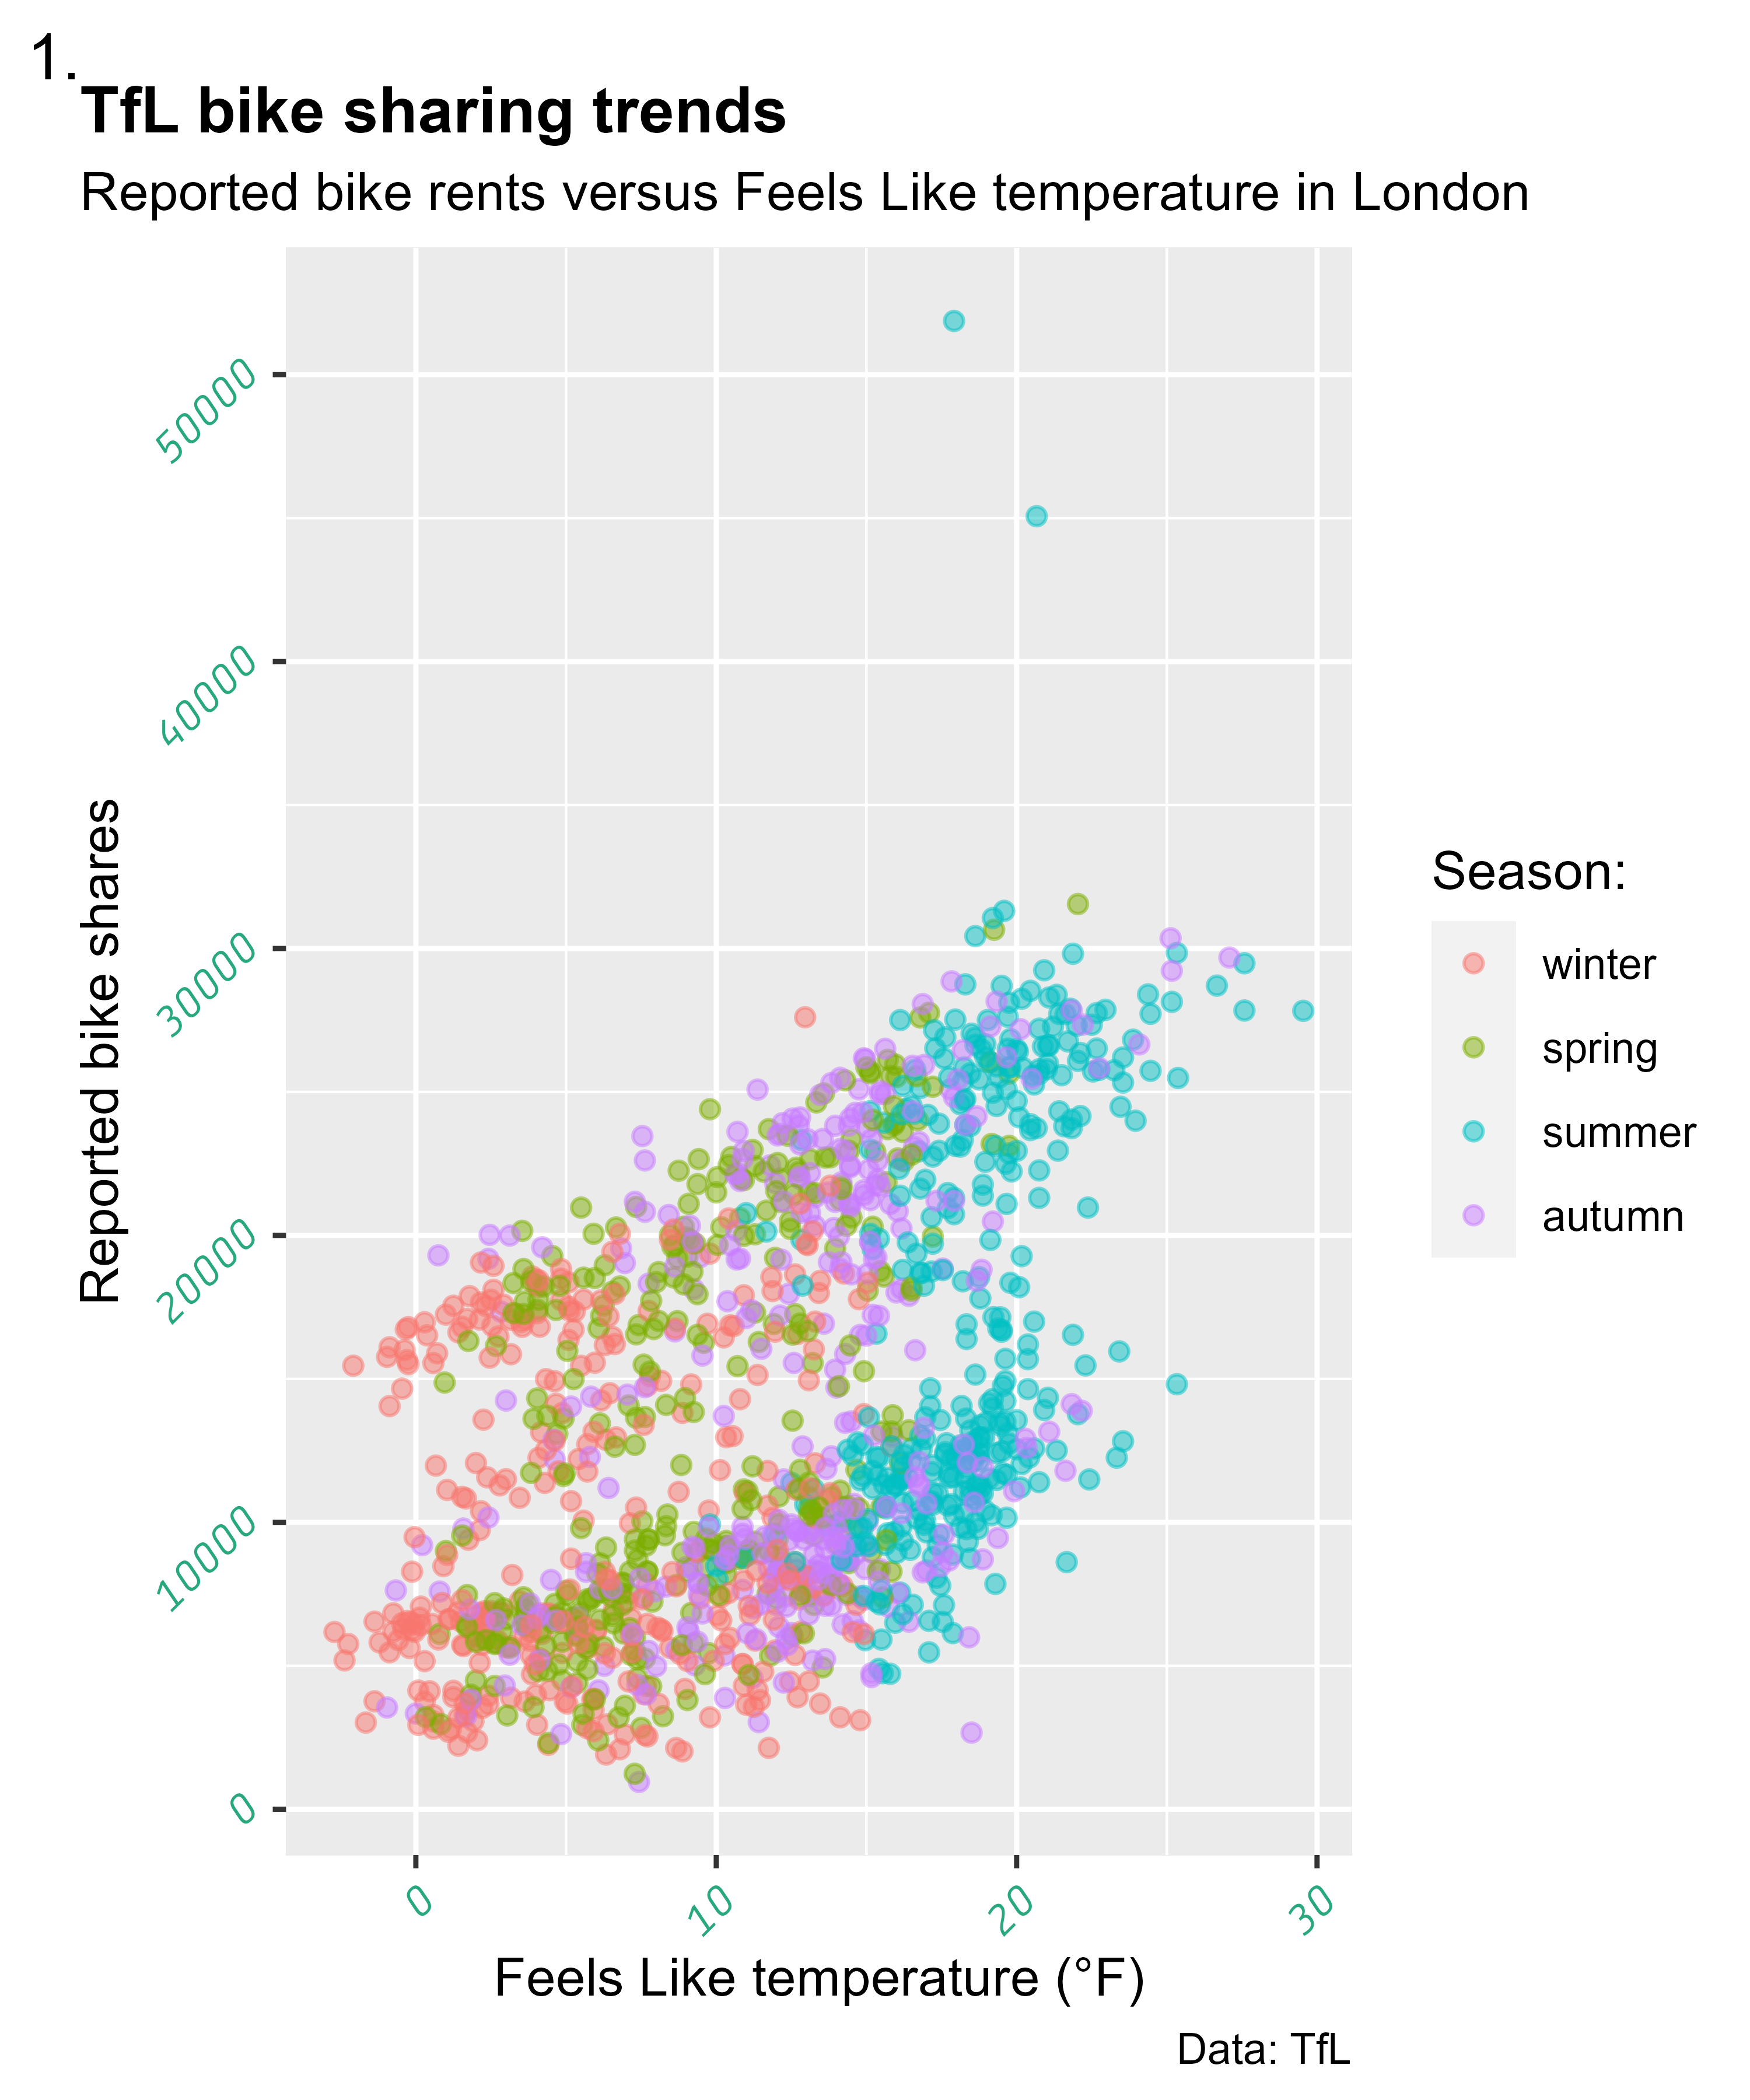 1.
TfL bike sharing trends
Reported bike rents versus Feels Like temperature in London
50000
40000
30000
20000
10000
0
Reported bike shares
Season:
winter
spring
summer
autumn
0 10 20 30
Feels Like temperature (°F)
Data: TfL